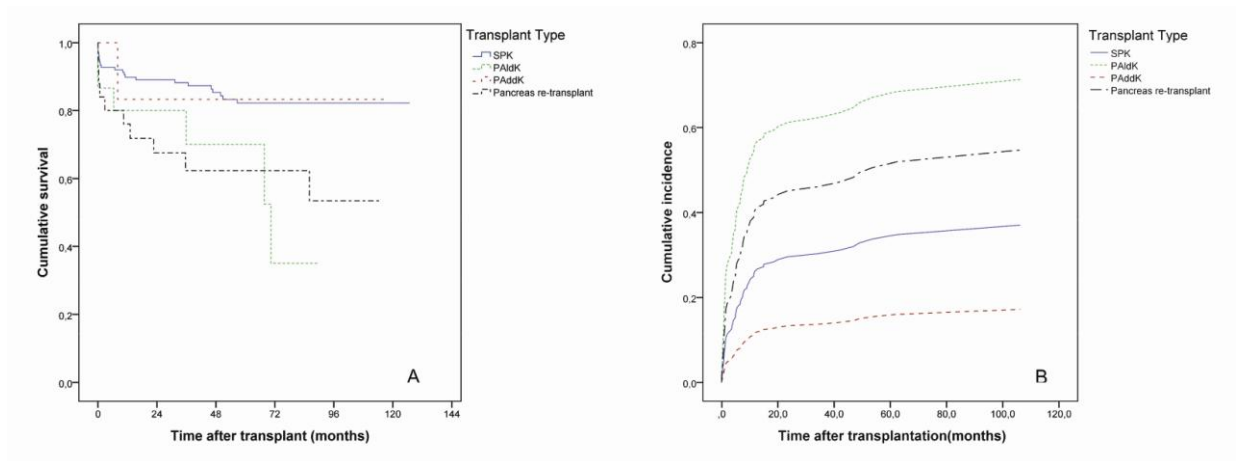 Transplant Type
SPK
PAldK
PAddK
Pancreas re-transplant
Cumulative survival
1,0
0,8
0,6
0,4
0,2
0,0
A
0 24 48 72 96 120 144
Time after transplant (months)
Transplant Type
SPK
PAldK
PAddK
Pancreas re-transplant
Cumulative incidence
0,8
0,6
0,4
0,2
0,0
B
,0 20,0 40,0 60,0 80,0 100,0 120,0
Time after transplantation(months)